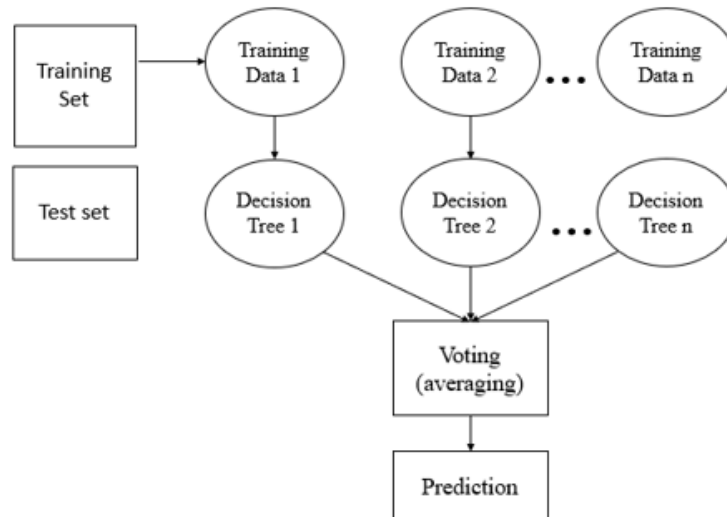 Training
Set
Training
Data 1
Training
Data 2
...
Training
Data n
Test set
Decision
Tree 1
Decision
Tree 2
...
Decision
Tree n
Voting
(averaging)
Prediction